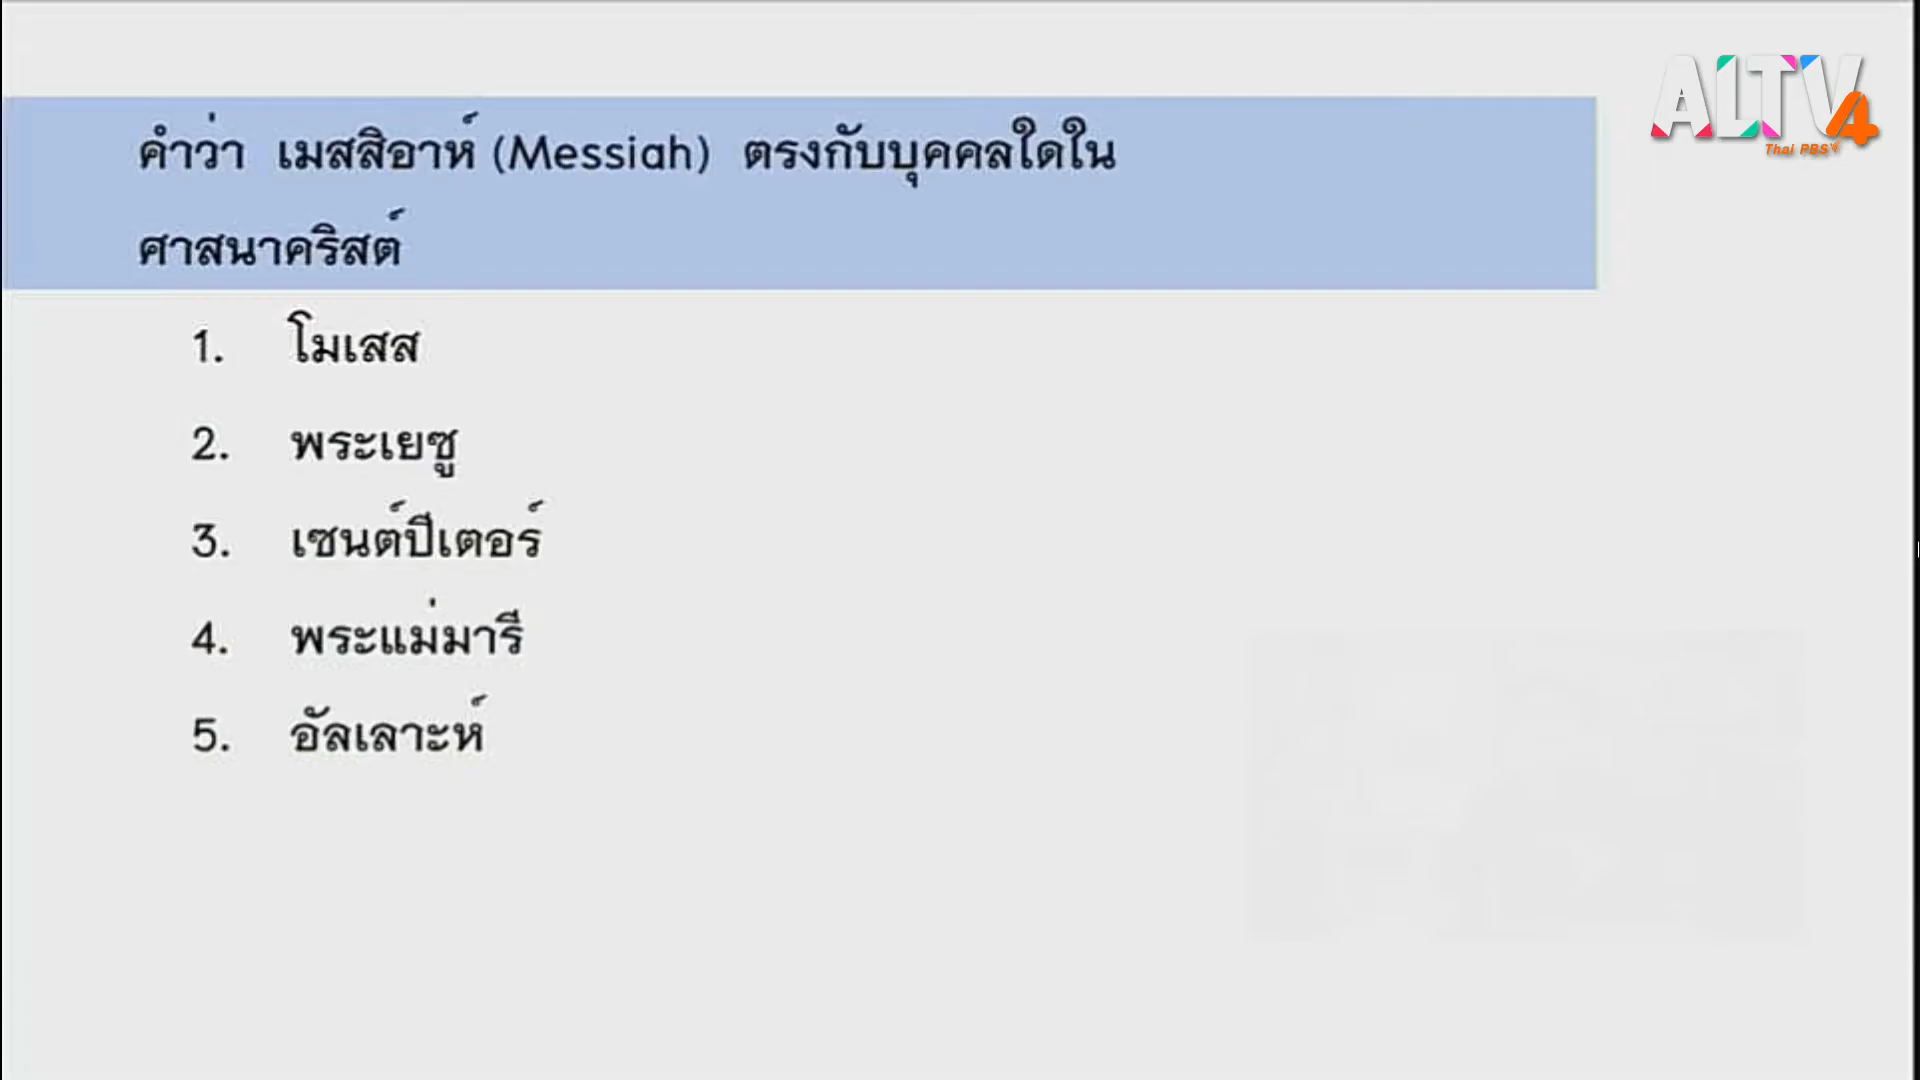 ALTV4
Thai PBS
คำว่า เมสสิอาห์ (Messiah) ตรงกับบุคคลใดใน
ศาสนาคริสต์
1. โมเสส
2. พระเยซู
3. เซนต์ปีเตอร์
4. พระแม่มารี
5. อัลเลาะห์